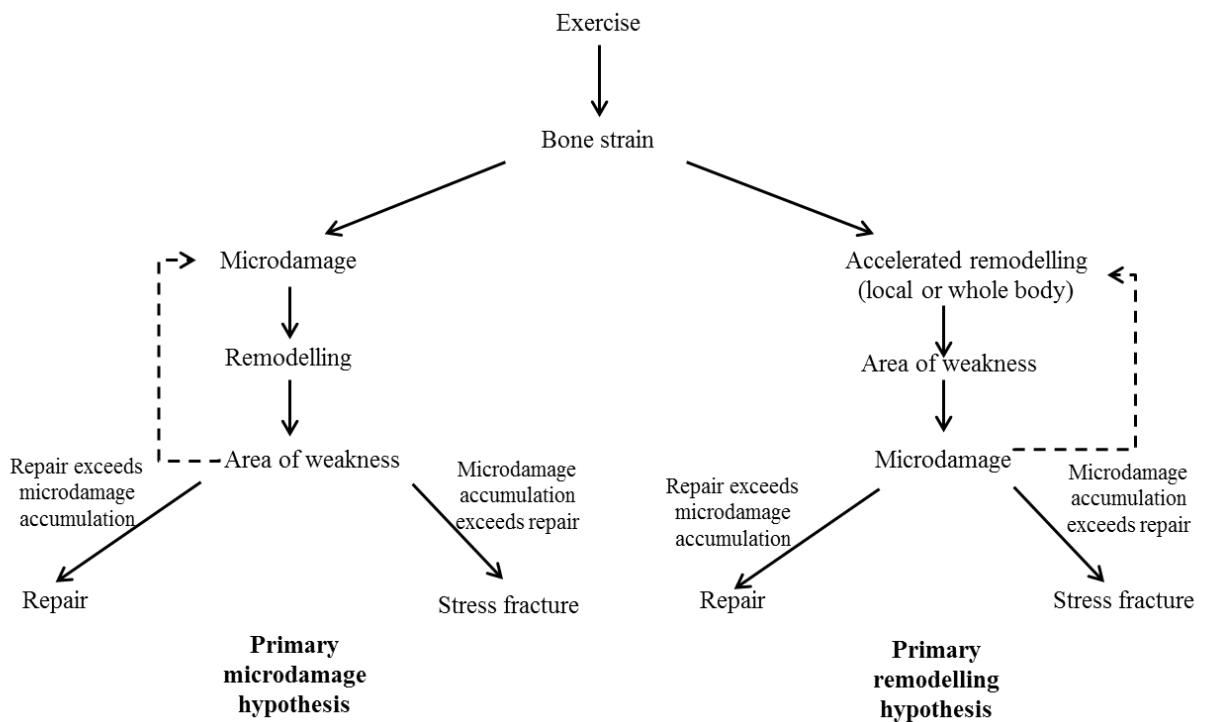 Exercise
Bone strain
Microdamage
Remodelling
Area of weakness
Repair exceeds
microdamage
accumulation
Microdamage
accumulation
exceeds repair
Repair
Stress fracture
Primary
microdamage
hypothesis
Accelerated remodelling
(local or whole body)
Area of weakness
Microdamage
Repair exceeds
microdamage
accumulation
Microdamage
accumulation
exceeds repair
Repair
Stress fracture
Primary
remodelling
hypothesis